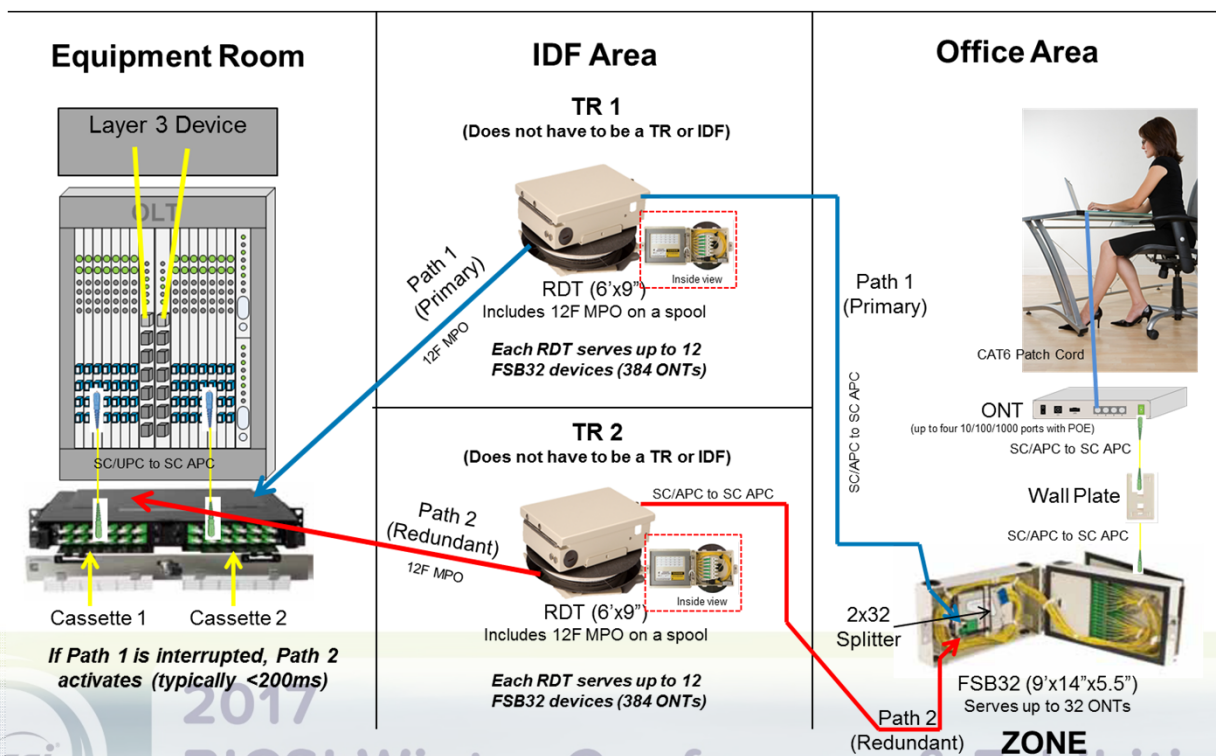 Equipment Room
Layer 3 Device
OLT
SC/UPC to SC APC
Cassette 1
Cassette 2
If Path 1 is interrupted, Path 2
activates (typically <200ms)
IDF Area
TR 1
(Does not have to be a TR or IDF)
Inside view
RDT (6'x9")
Includes 12F MPO on a spool
Path 1
(Primary)
12F MPO
Each RDT serves up to 12
FSB32 devices (384 ONTs)
TR 2
(Does not have to be a TR or IDF)
SC/APC to SC APC
Path 2
(Redundant)
12F MPO
Inside view
RDT (6'x9")
Includes 12F MPO on a spool
Each RDT serves up to 12
FSB32 devices (384 ONTs)
Office Area
Path 1
(Primary)
SC/APC to SC APC
CAT6 Patch Cord
ONT
(up to four 10/100/1000 ports with POE)
SC/APC to SC APC
Wall Plate
SC/APC to SC APC
2x32
Splitter
FSB32 (9'x14"x5.5")
Serves up to 32 ONTs
Path 2
(Redundant)
ZONE
2017